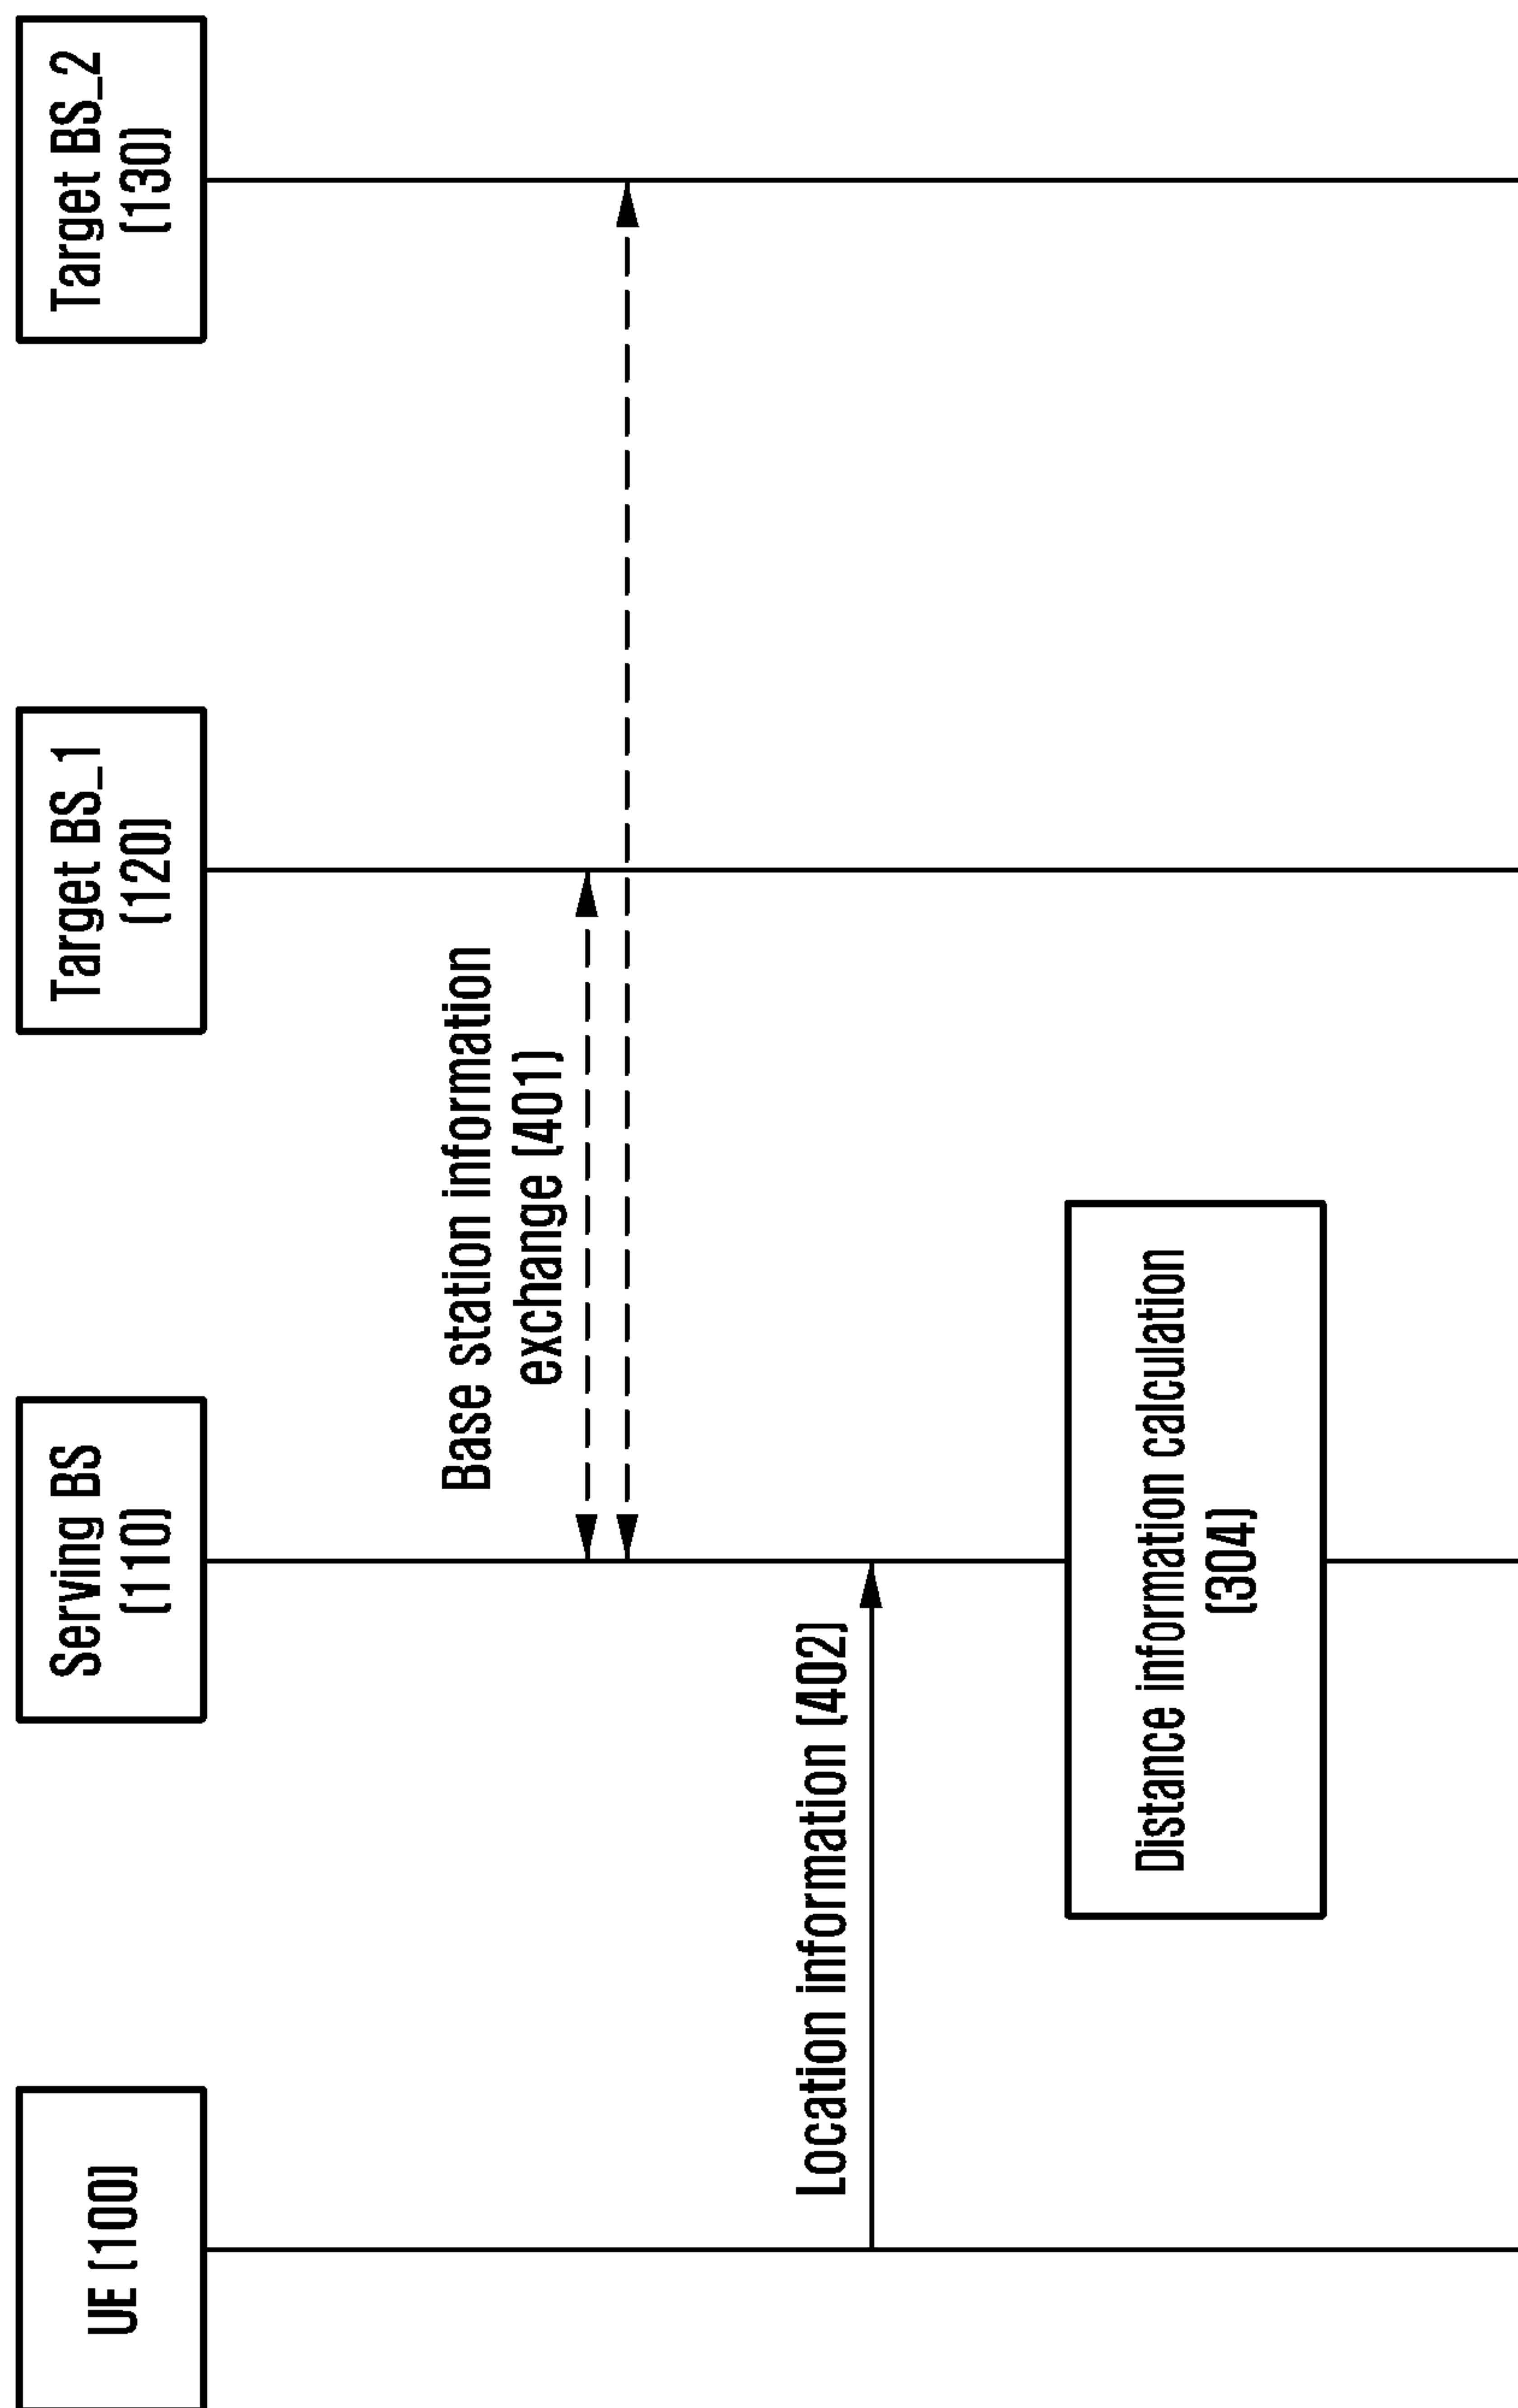 UE (100)
Serving BS
(110)
Target BS_1
(120)
Target BS_2
(130)
Base station information
exchange (401)
Location information (402)
Distance information calculation
(304)